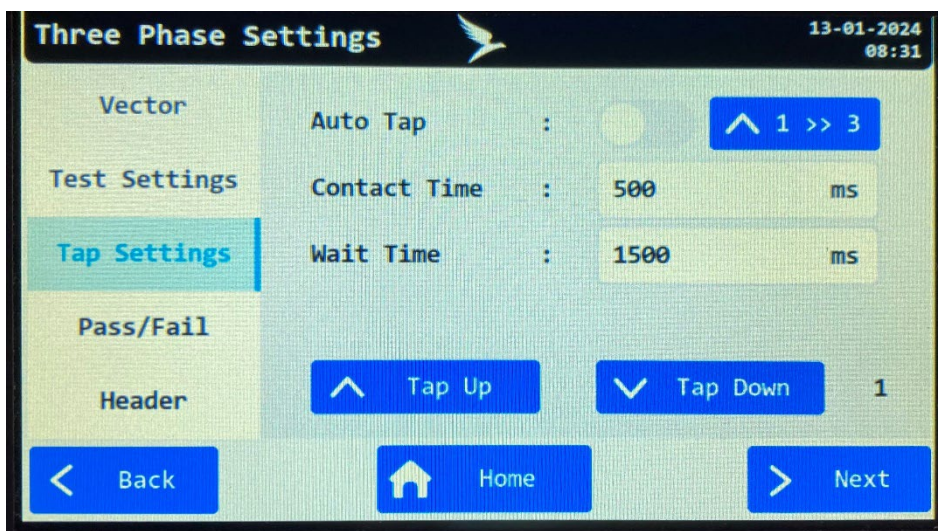 Three Phase Settings
13-01-2024
08:31
Vector
Test Settings
Tap Settings
Pass/Fail
Header
Auto Tap :
1 >> 3
Contact Time : 500 ms
Wait Time : 1500 ms
Tap Up
Tap Down
1
Back
Home
Next